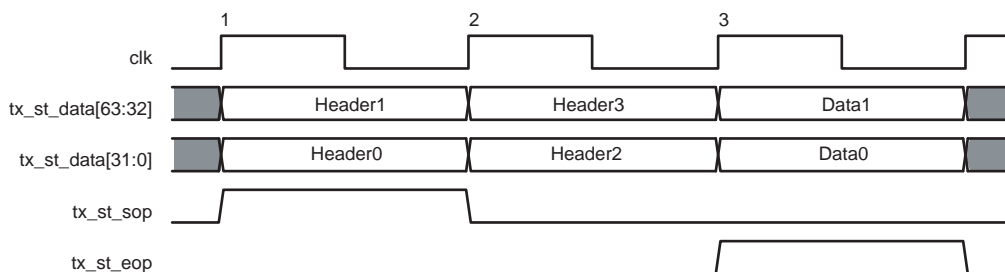 1 2 3
clk
tx_st_data[63:32] Header1 Header3 Data1
tx_st_data[31:0] Header0 Header2 Data0
tx_st_sop
tx_st_eop